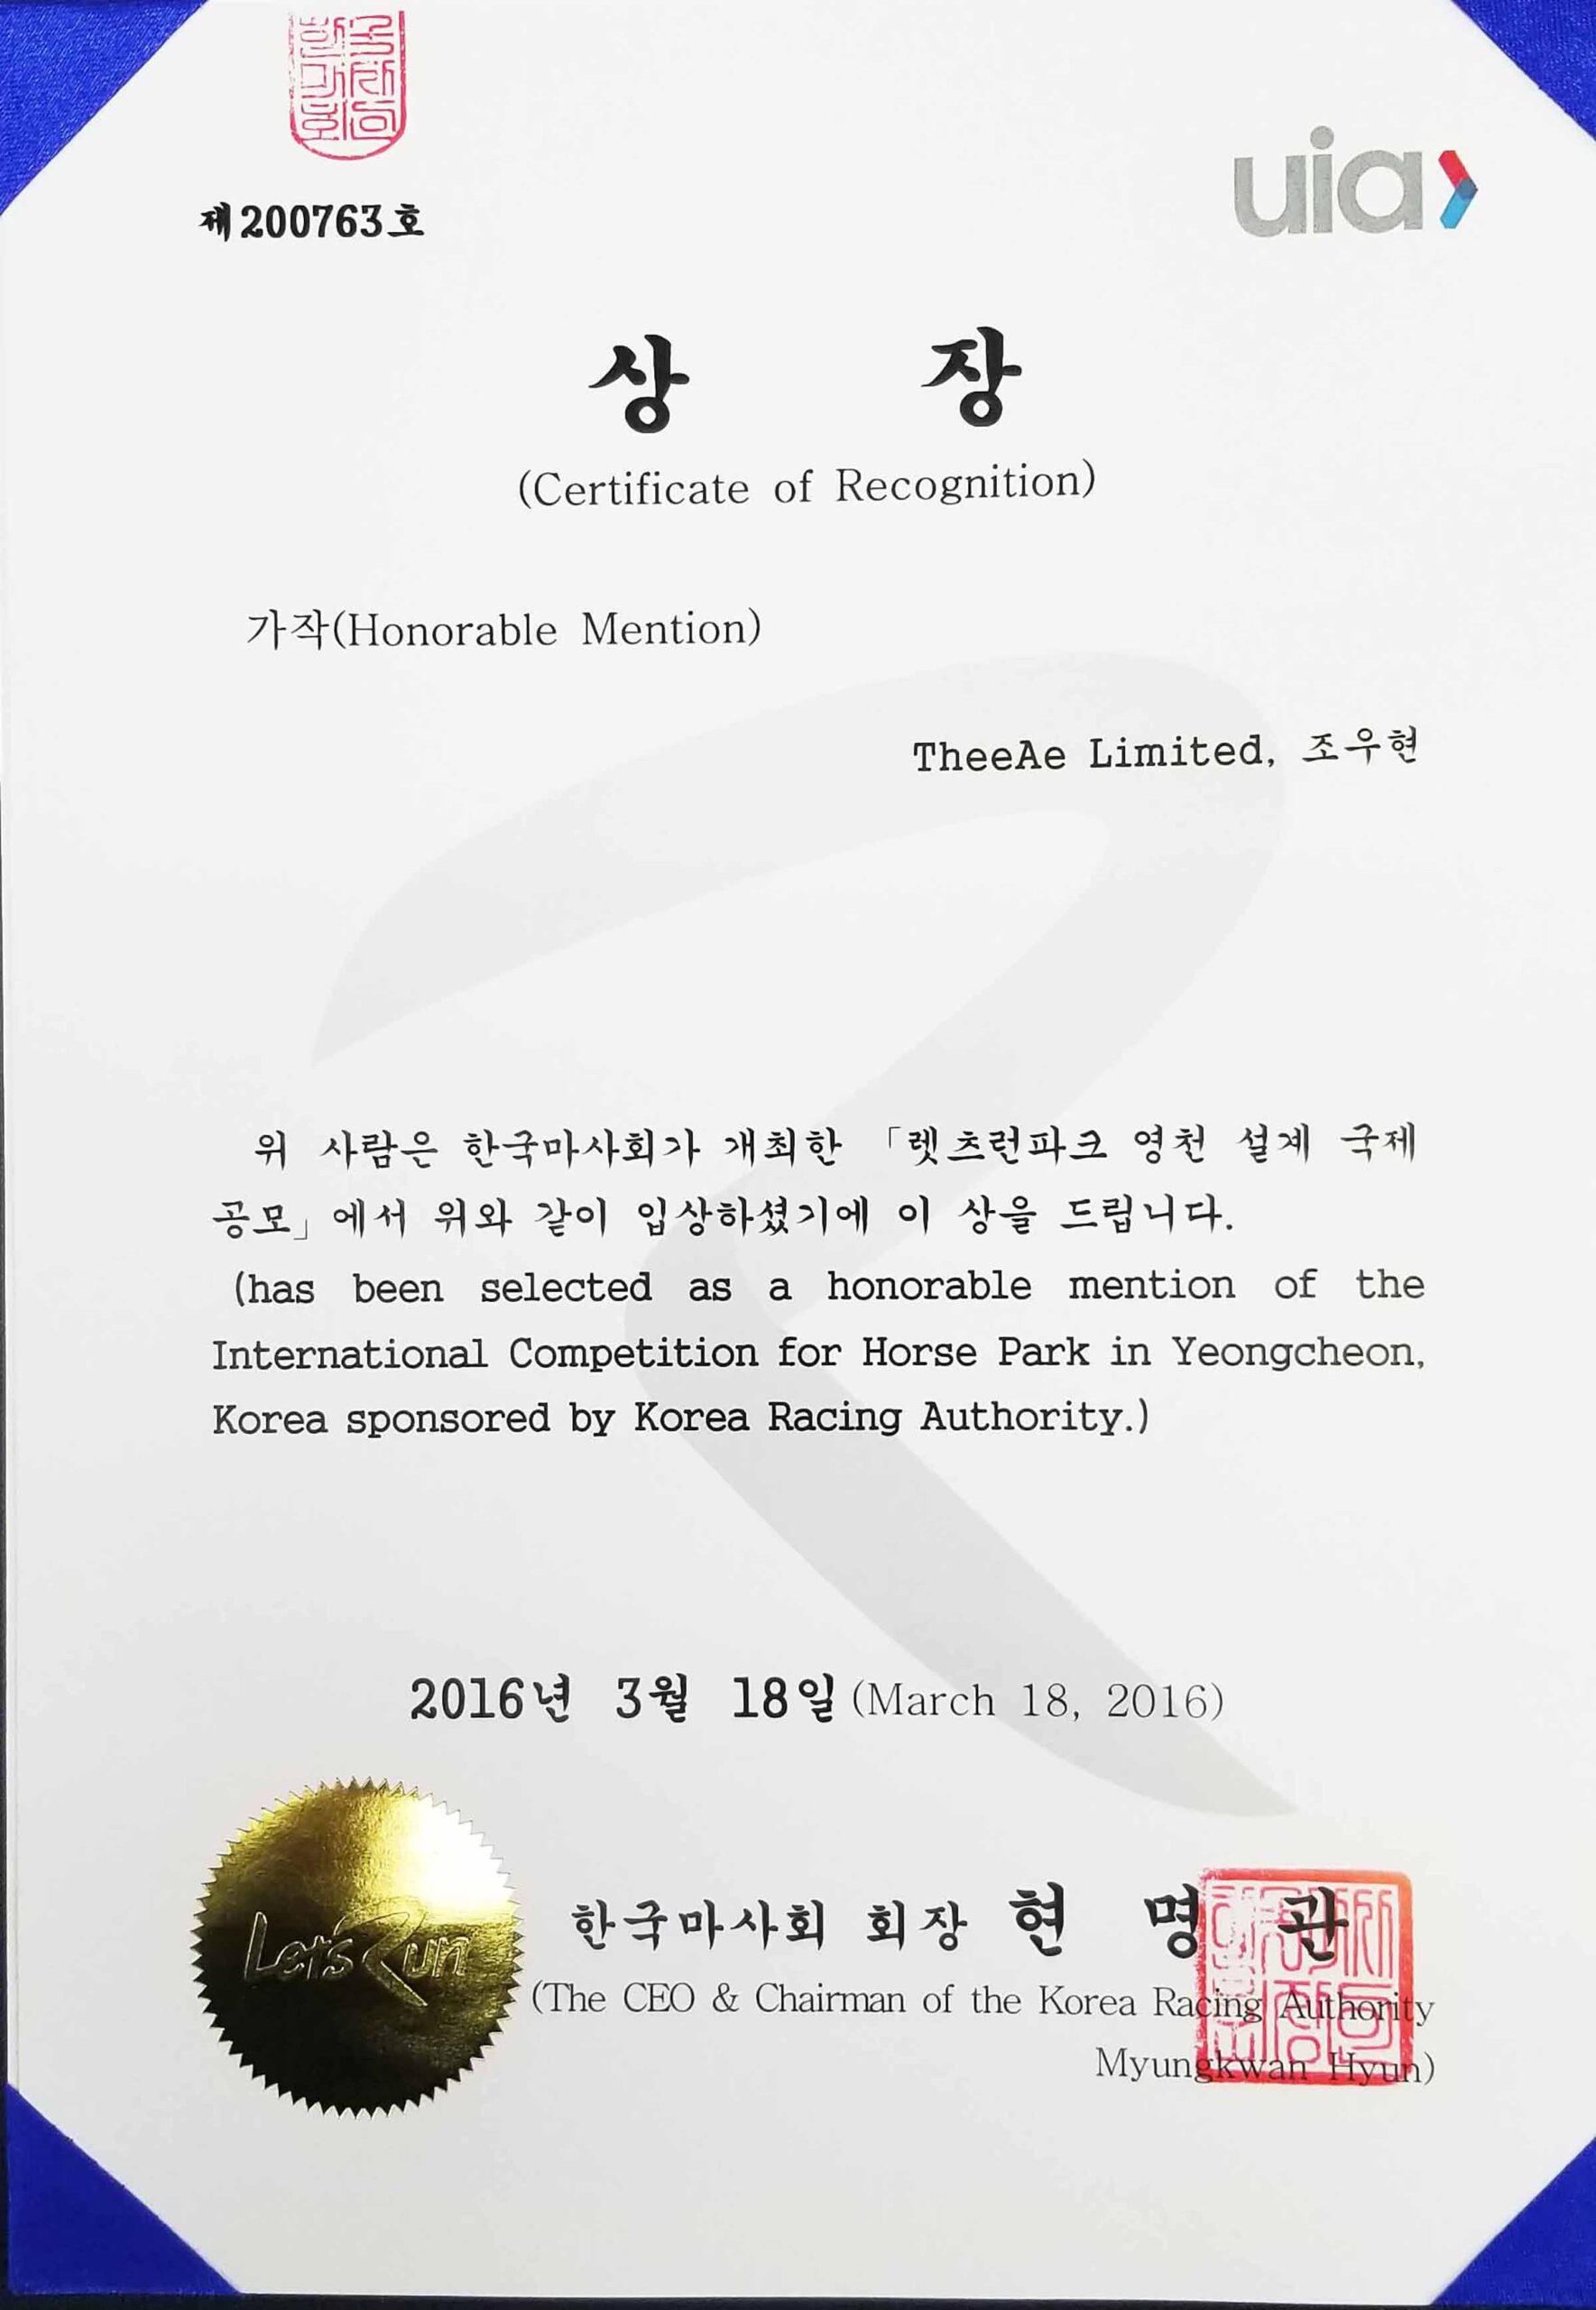 제200763호
uia
상 장
(Certificate of Recognition)
가작(Honorable Mention)
TheeAe Limited, 조우현
위 사람은 한국마사회가 개최한 「렛츠런파크 영천 설계 국제
공모」에서 위와 같이 입상하셨기에 이 상을 드립니다.
(has been selected as a honorable mention of the
International Competition for Horse Park in Yeongcheon,
Korea sponsored by Korea Racing Authority.)
2016년 3월 18일(March 18, 2016)
Let'sRun
한국마사회 회장 현 명 관
(The CEO & Chairman of the Korea Racing Authority
Myungkwan Hyun)